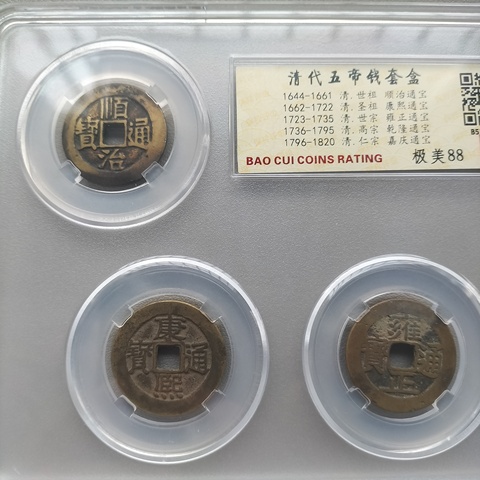 清代五帝钱套盒
1644-1661 清.世祖 顺治通宝
1662-1722 清.圣祖 康熙通宝
1723-1735 清.世宗 雍正通宝
1736-1795 清.高宗 乾隆通宝
1796-1820 清.仁宗 嘉庆通宝
BAO CUI COINS RATING 极美88
順治通寶
康熙通寶
雍正通寶